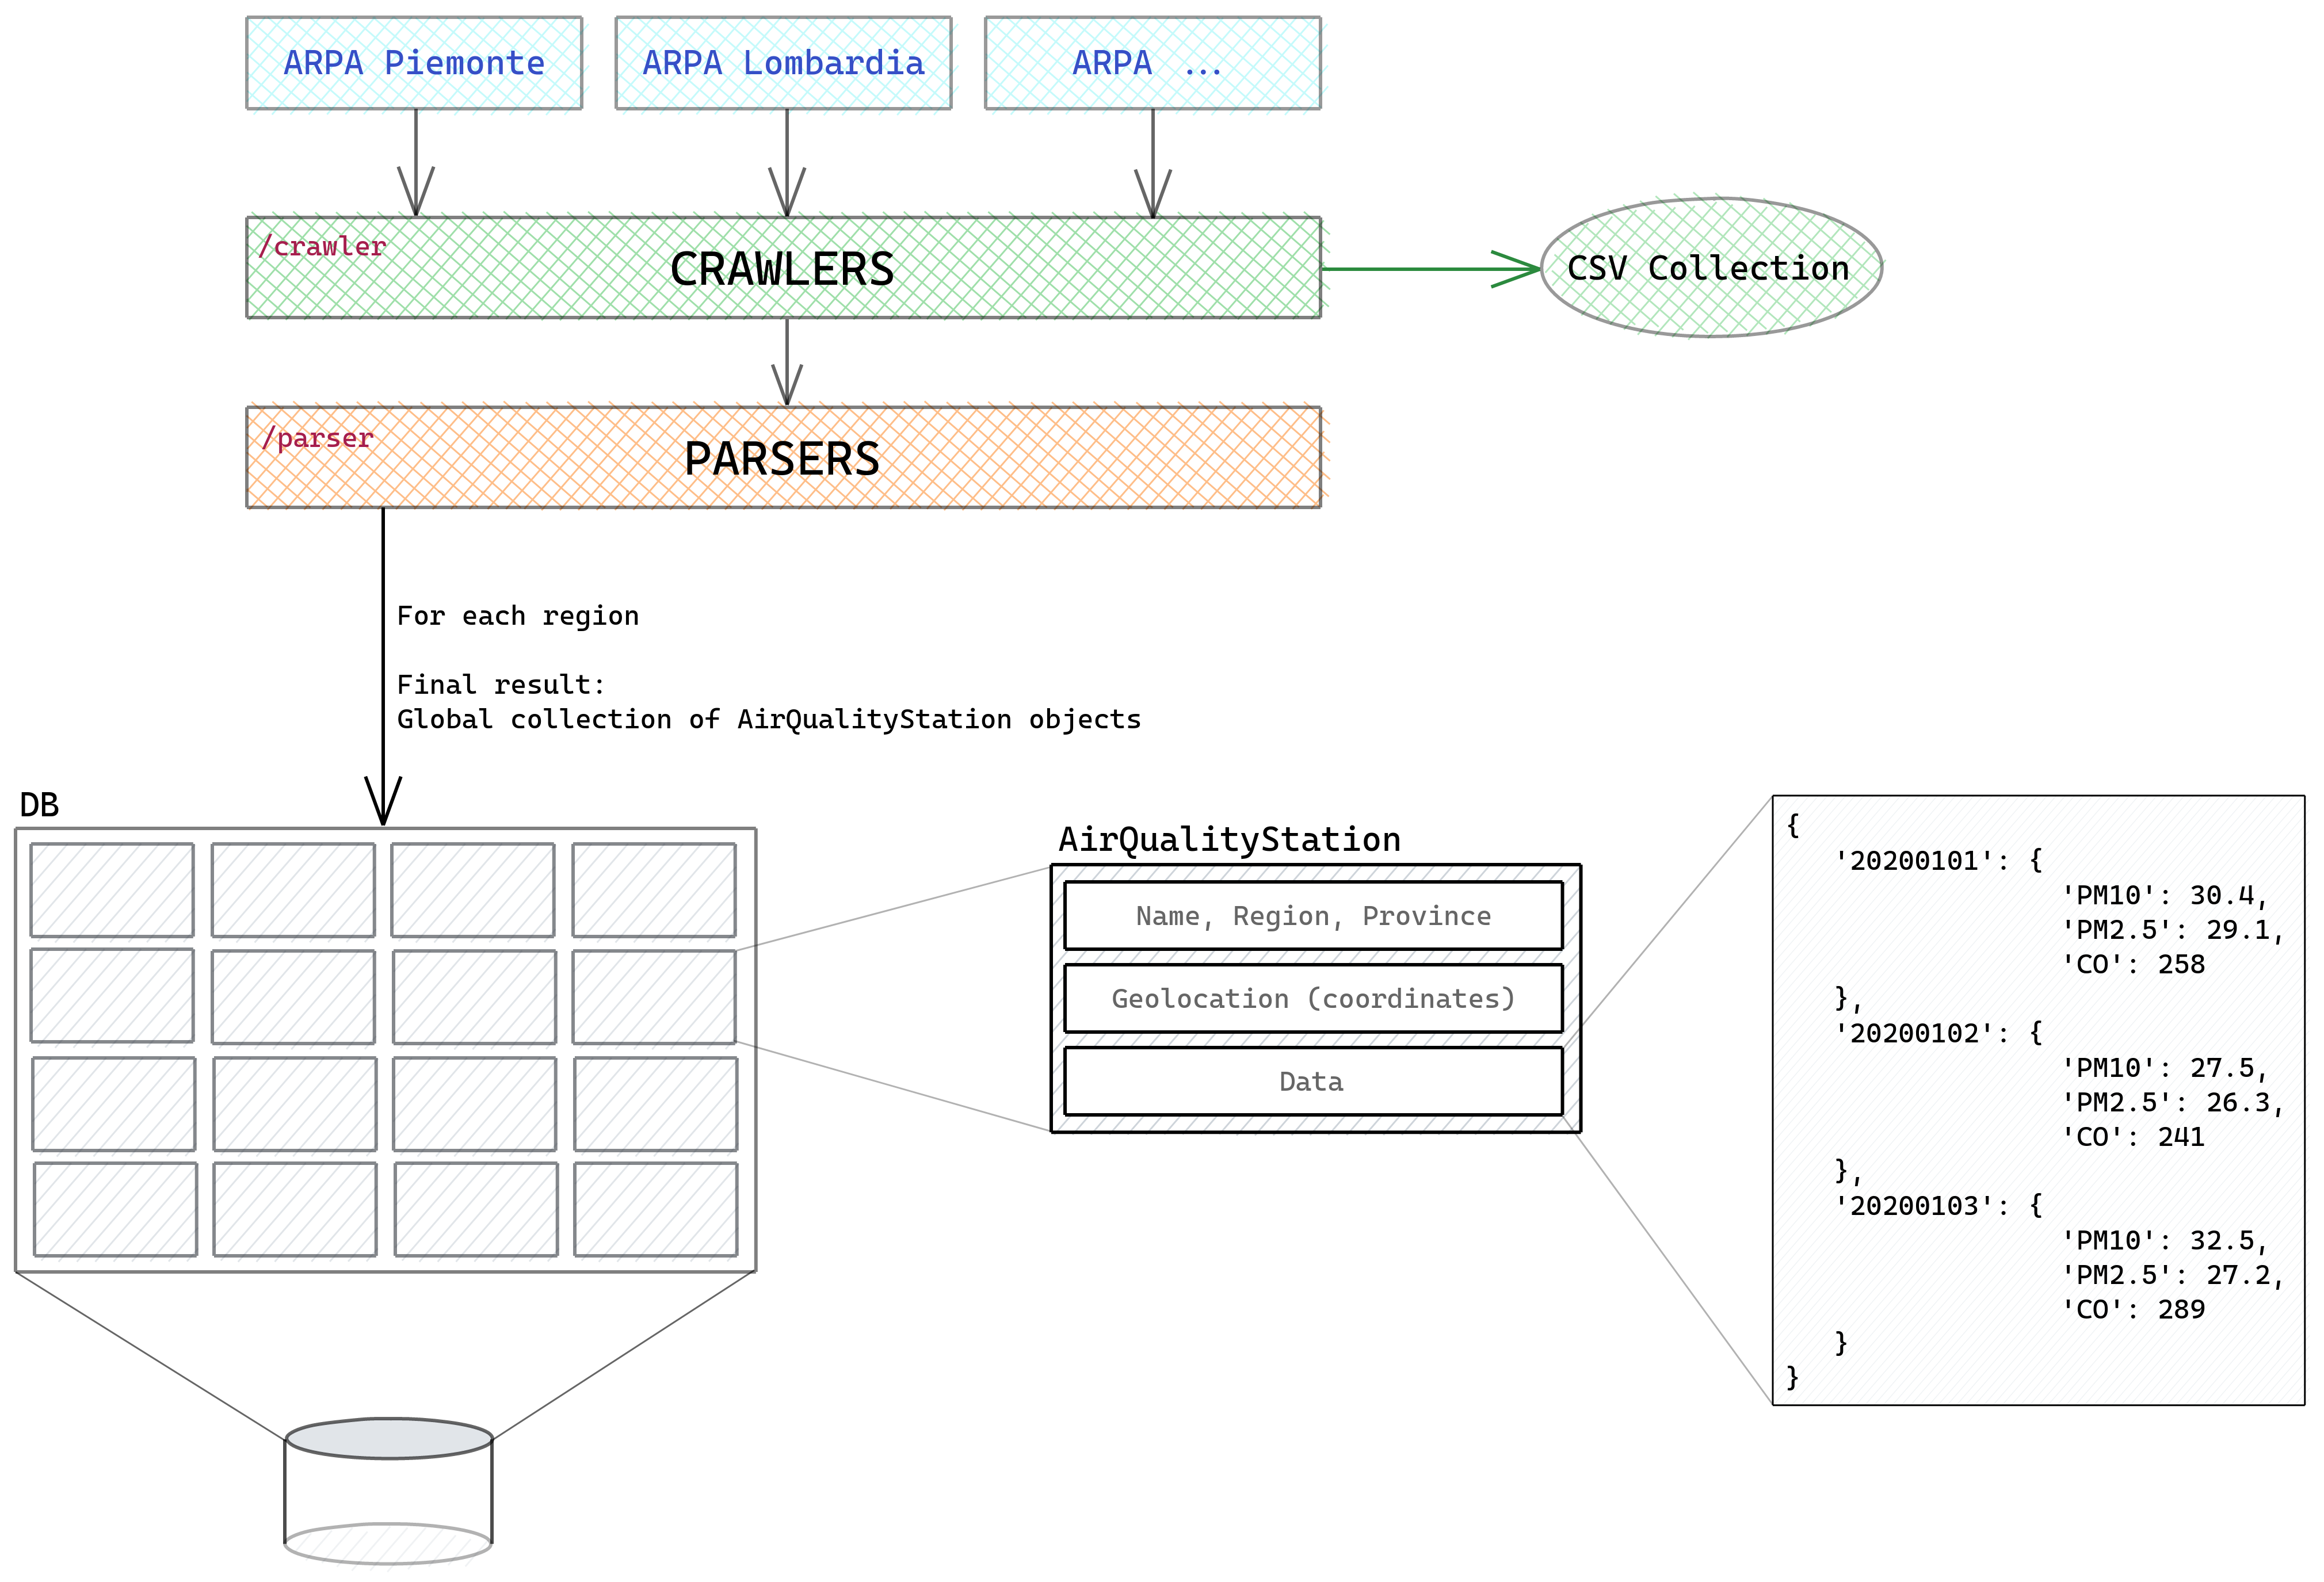 ARPA Piemonte
ARPA Lombardia
ARPA ...
/crawler
CRAWLERS
CSV Collection
/parser
PARSERS
For each region
Final result:
Global collection of AirQualityStation objects
DB
AirQualityStation
Name, Region, Province
Geolocation (coordinates)
Data
{
'20200101': {
'PM10': 30.4,
'PM2.5': 29.1,
'CO': 258
},
'20200102': {
'PM10': 27.5,
'PM2.5': 26.3,
'CO': 241
},
'20200103': {
'PM10': 32.5,
'PM2.5': 27.2,
'CO': 289
}
}